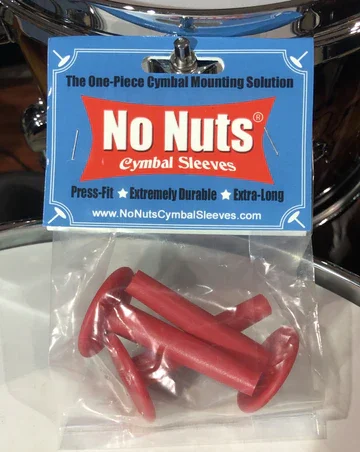 The One-Piece Cymbal Mounting Solution
No Nuts®
Cymbal Sleeves
Press-Fit ★ Extremely Durable ★ Extra-Long
www.NoNutsCymbalSleeves.com